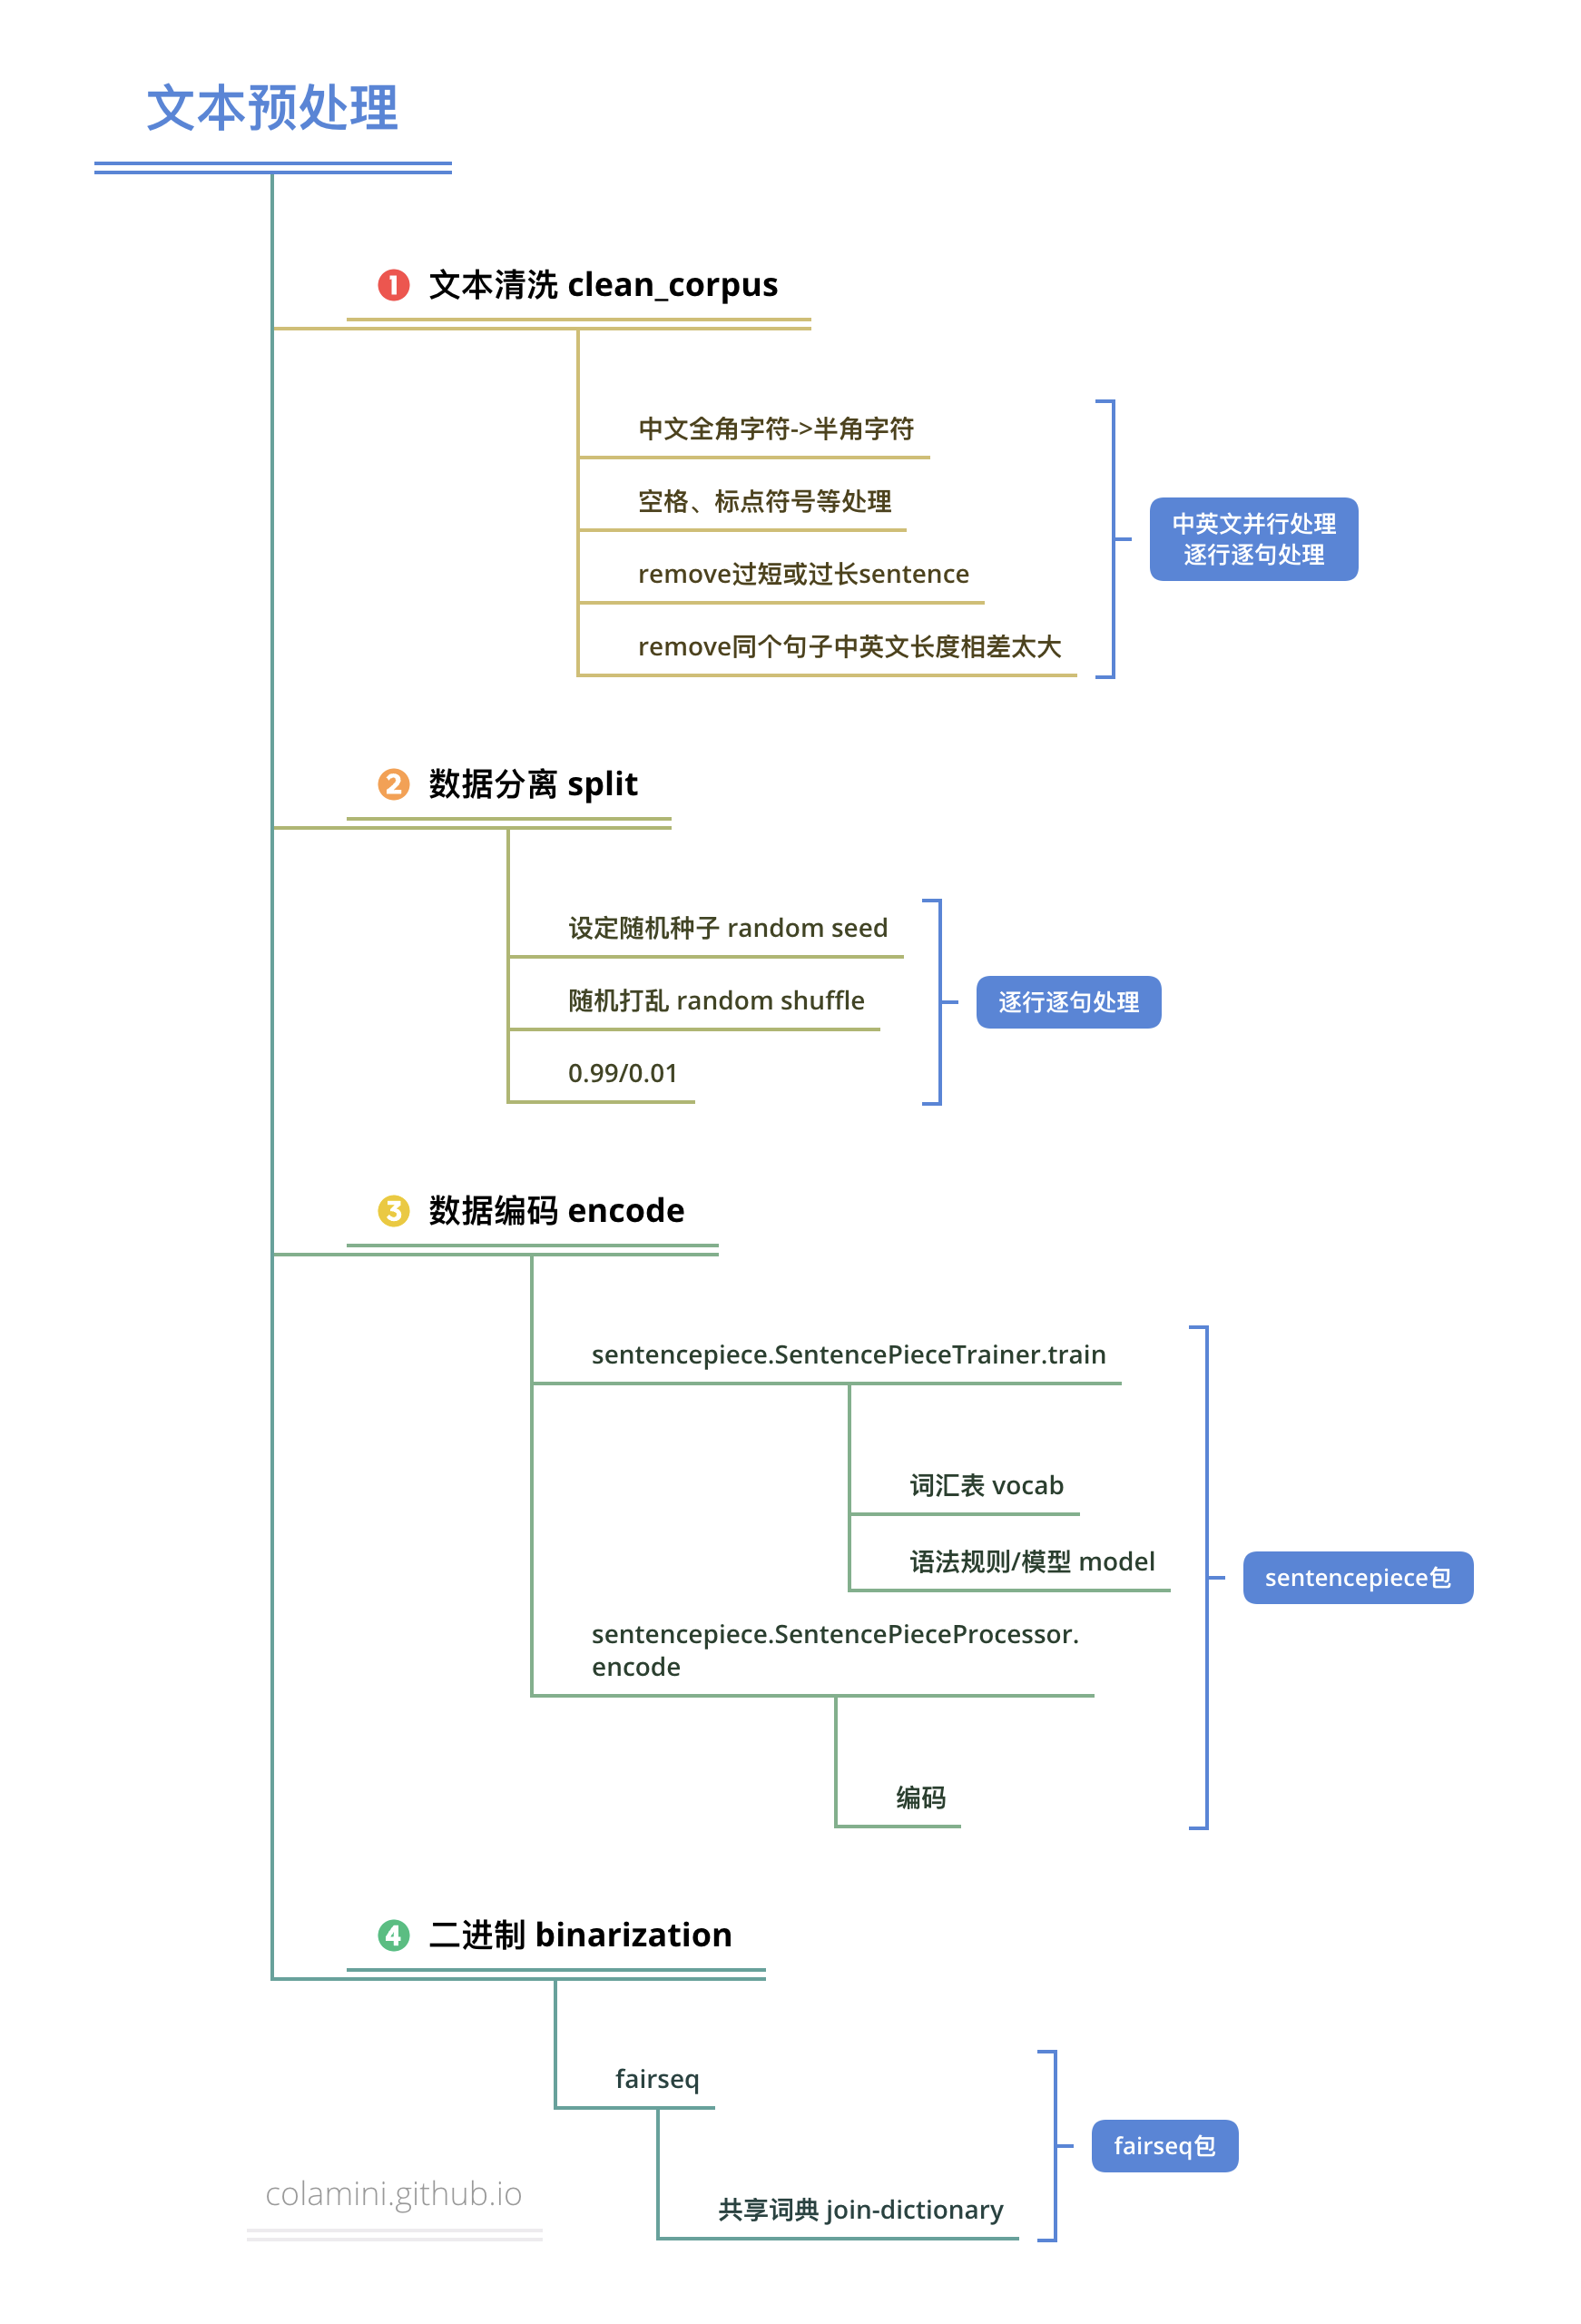 文本预处理
1 文本清洗 clean_corpus
中文全角字符->半角字符
空格、标点符号等处理
remove过短或过长sentence
remove同个句子中英文长度相差太大
中英文并行处理
逐行逐句处理
2 数据分离 split
设定随机种子 random seed
随机打乱 random shuffle
0.99/0.01
逐行逐句处理
3 数据编码 encode
sentencepiece.SentencePieceTrainer.train
词汇表 vocab
语法规则/模型 model
sentencepiece.SentencePieceProcessor.
encode
编码
sentencepiece包
4 二进制 binarization
fairseq
共享词典 join-dictionary
fairseq包
colamini.github.io